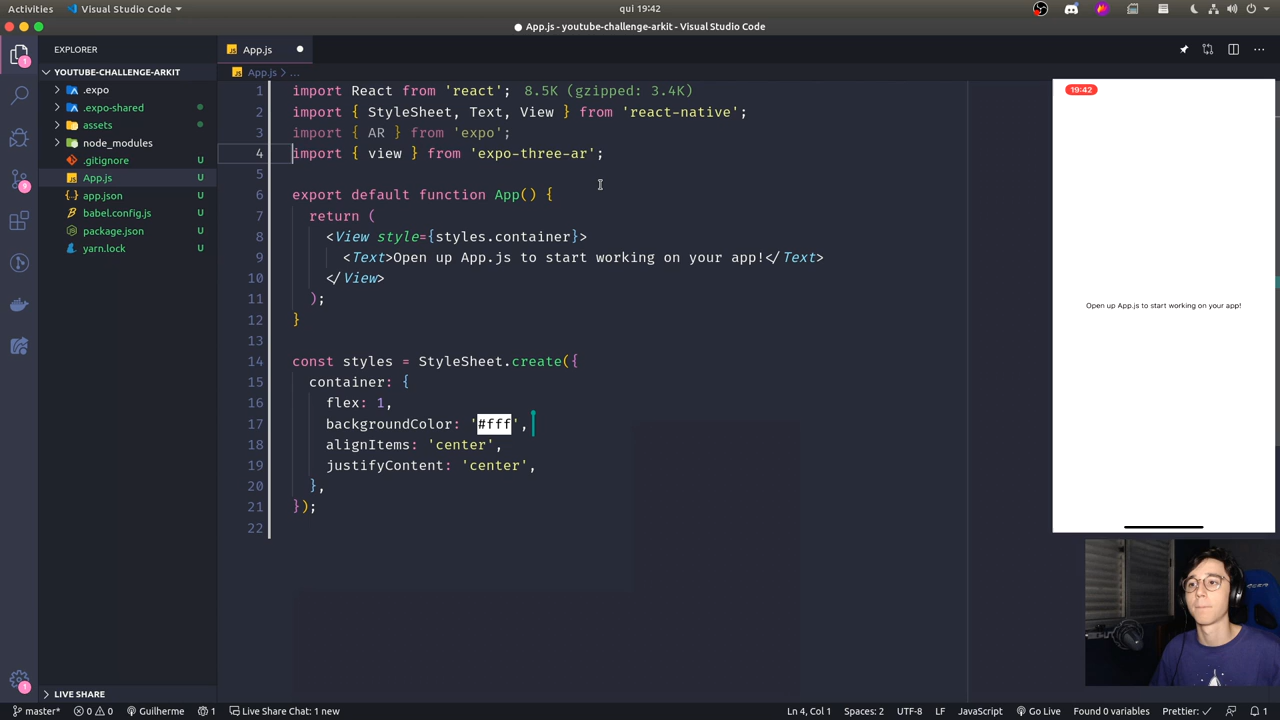 Activities
Visual Studio Code
qui 19:42
● App.js - youtube-challenge-arkit - Visual Studio Code
EXPLORER
App.js
YOUTUBE-CHALLENGE-ARKIT
App.js > ...
.expo
.expo-shared
assets
node_modules
.gitignore U
App.js U
app.json U
babel.config.js U
package.json U
yarn.lock U
1 import React from 'react'; 8.5K (gzipped: 3.4K)
2 import { StyleSheet, Text, View } from 'react-native';
3 import { AR } from 'expo';
4 import { view } from 'expo-three-ar';
5
6 export default function App() {
7 return (
8 <View style={styles.container}>
9 <Text>Open up App.js to start working on your app!</Text>
10 </View>
11 );
12 }
13
14 const styles = StyleSheet.create({
15 container: {
16 flex: 1,
17 backgroundColor: '#fff',
18 alignItems: 'center',
19 justifyContent: 'center',
20 },
21 });
22
19:42
Open up App.js to start working on your app!
1
9
1
LIVE SHARE
master* 0 0 Guilherme 1 Live Share Chat: 1 new
Ln 4, Col 1 Spaces: 2 UTF-8 LF JavaScript Go Live Found 0 variables Prettier: ✓ 1